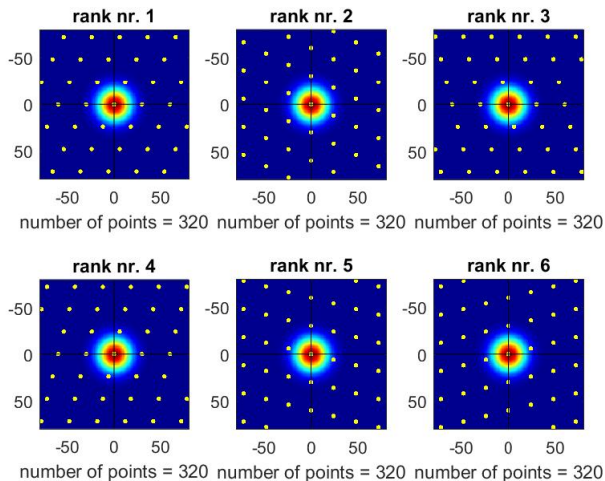 rank nr. 1 rank nr. 2 rank nr. 3
-50 -50 -50
0 0 0
50 50 50
-50 0 50 -50 0 50 -50 0 50
number of points = 320 number of points = 320 number of points = 320
rank nr. 4 rank nr. 5 rank nr. 6
-50 -50 -50
0 0 0
50 50 50
-50 0 50 -50 0 50 -50 0 50
number of points = 320 number of points = 320 number of points = 320